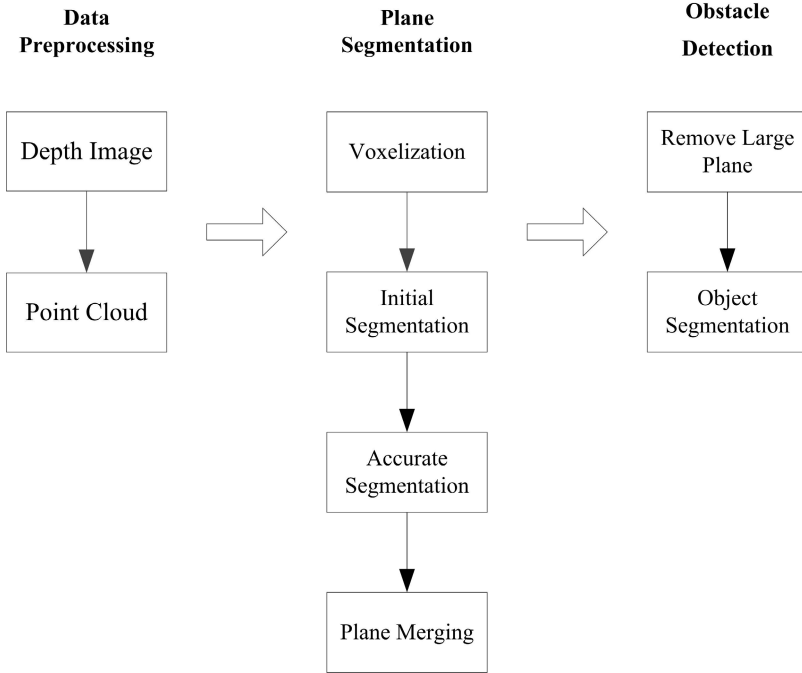 Data
Preprocessing
Depth Image
Point Cloud
Plane
Segmentation
Voxelization
Initial
Segmentation
Accurate
Segmentation
Plane Merging
Obstacle
Detection
Remove Large
Plane
Object
Segmentation